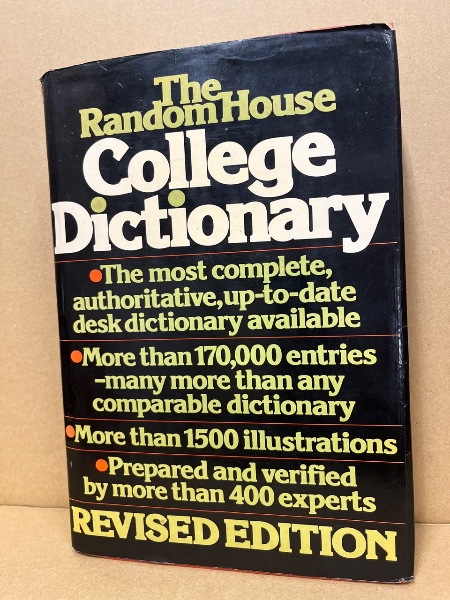 The
Random House
College
Dictionary
•The most complete,
authoritative, up-to-date
desk dictionary available
•More than 170,000 entries
–many more than any
comparable dictionary
•More than 1500 illustrations
•Prepared and verified
by more than 400 experts
REVISED EDITION